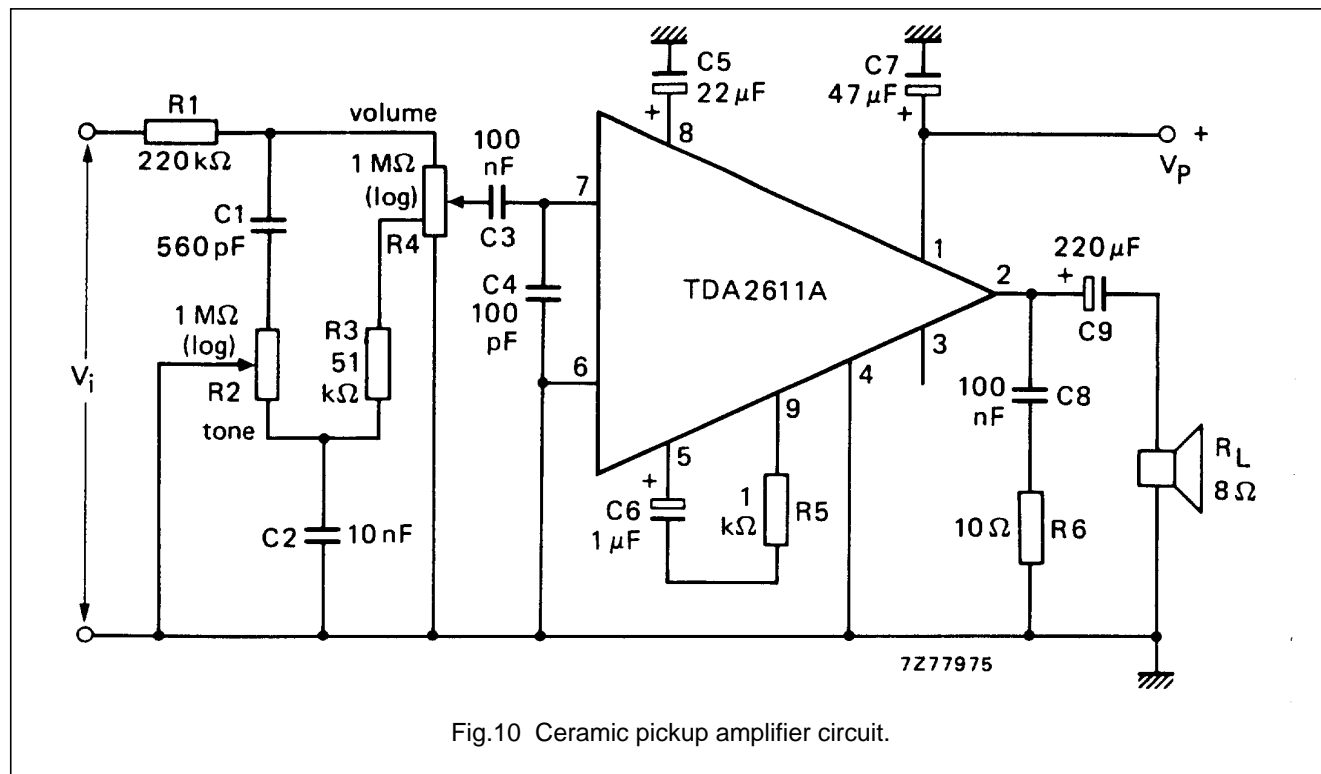 R1
220 kΩ
volume
1 MΩ
(log)
R4
100
nF
C3
C1
560 pF
1 MΩ
(log)
R2
tone
R3
51
kΩ
C2
10 nF
Vi
C4
100
pF
C5
22 µF
+
8
7
6
TDA2611A
C7
47 µF
+
+
VP
1
2
3
4
9
5
+
C6
1 µF
1
kΩ
R5
220 µF
+
C9
100
nF
C8
10 Ω
R6
RL
8 Ω
7Z77975
Fig.10 Ceramic pickup amplifier circuit.